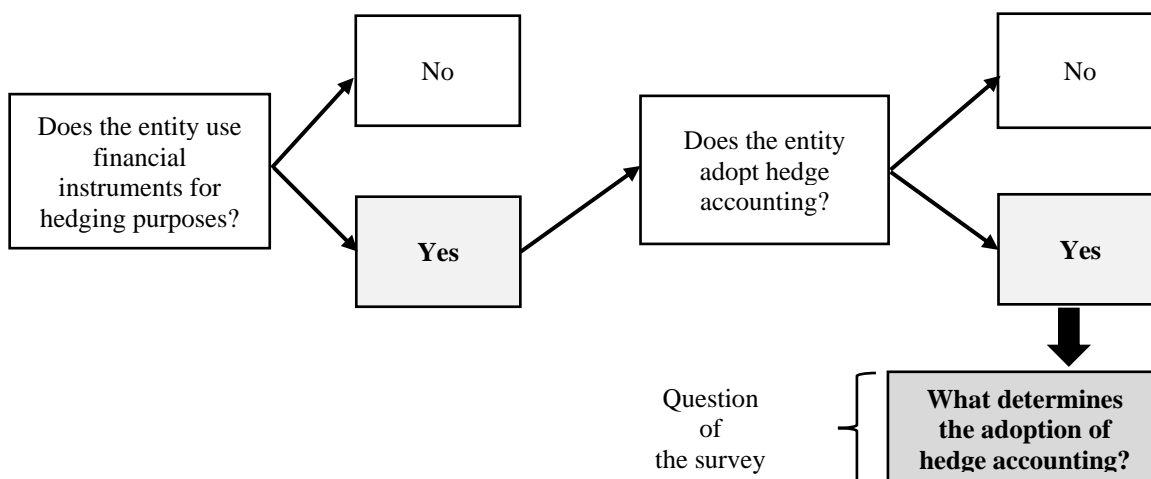 Does the entity use
financial
instruments for
hedging purposes?
No
Yes
Does the entity
adopt hedge
accounting?
No
Yes
Question
of
the survey
What determines
the adoption of
hedge accounting?